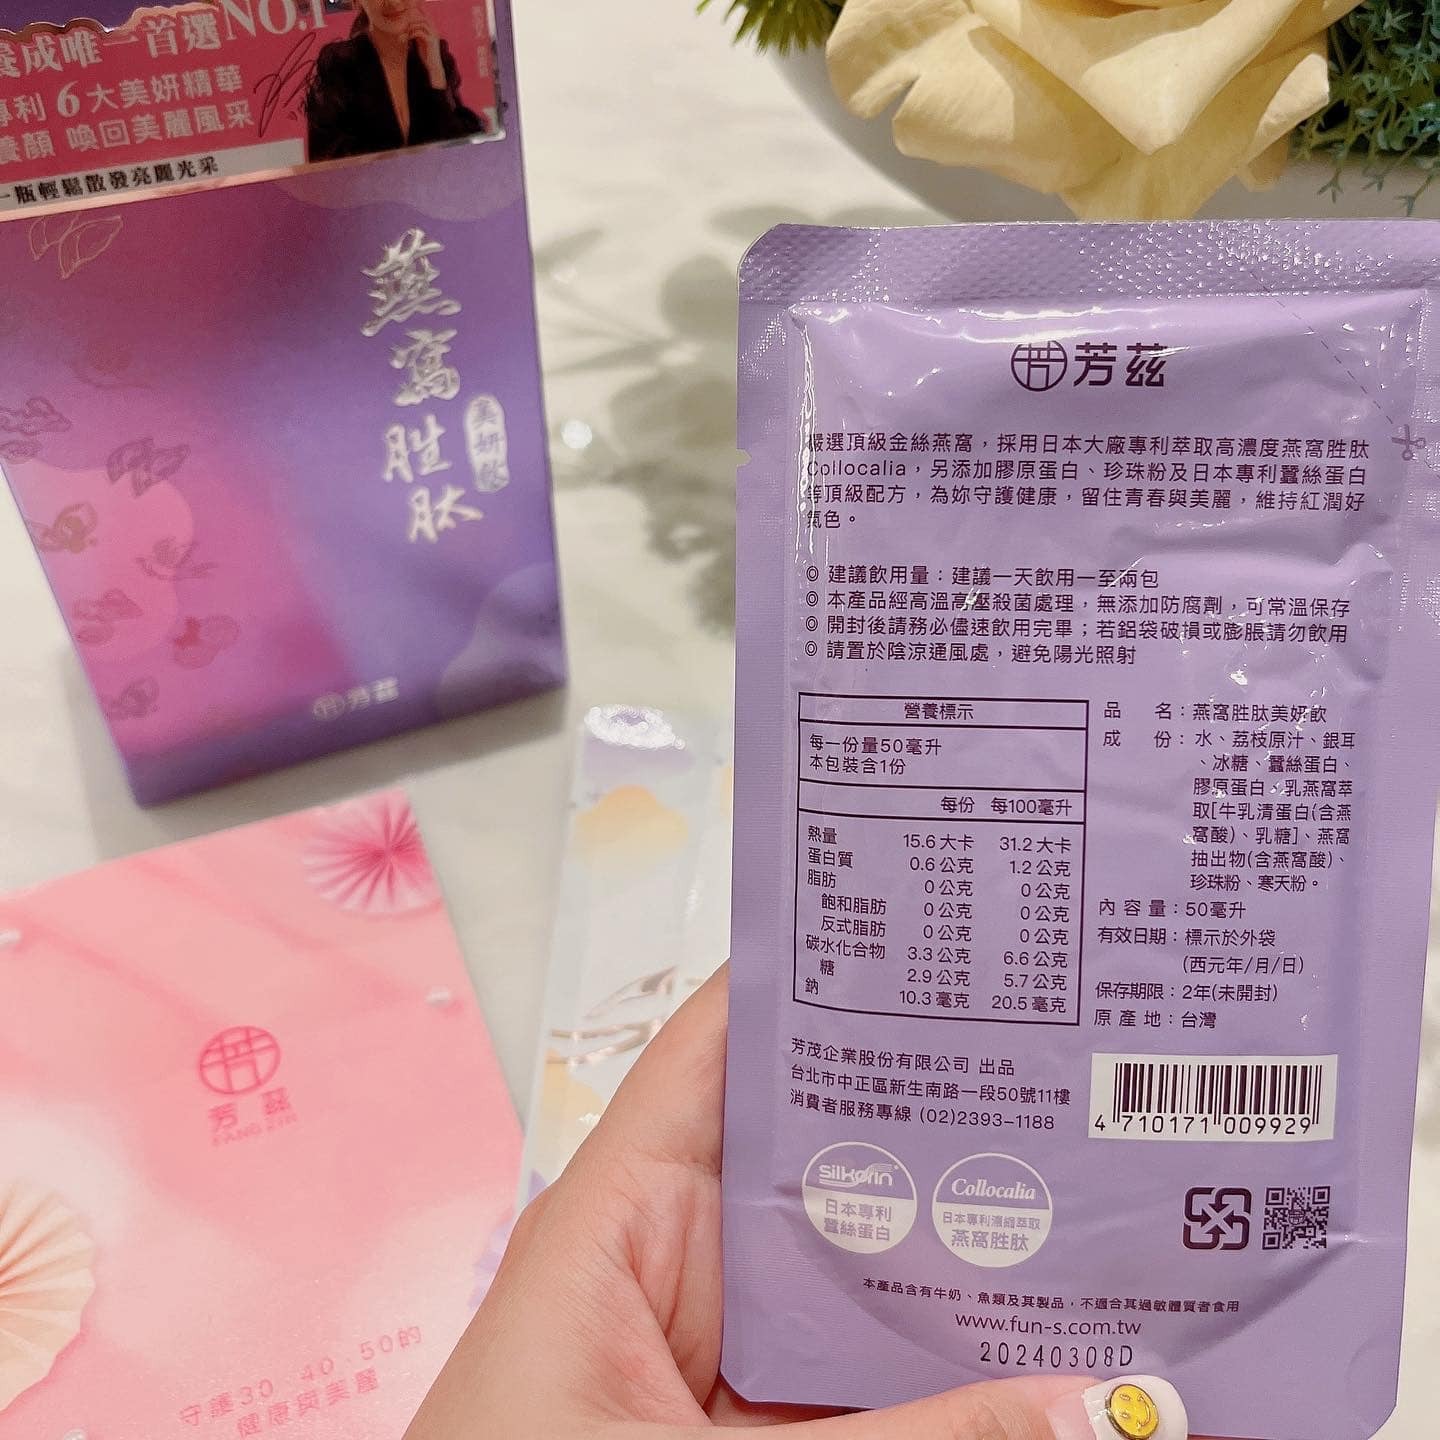 養成唯一首選NO.1
專利6大美妍精華
養顏 喚回美麗風采
一瓶輕鬆散發亮麗光采
燕窩胜肽
美妍飲
芳茲
芳茲
FANG ZIH
守護30、40、50的
健康與美麗
芳茲
嚴選頂級金絲燕窩，採用日本大廠專利萃取高濃度燕窩胜肽
Collocalia，另添加膠原蛋白、珍珠粉及日本專利蠶絲蛋白
等頂級配方，為妳守護健康，留住青春與美麗，維持紅潤好
氣色。
◎ 建議飲用量：建議一天飲用一至兩包
◎ 本產品經高溫高壓殺菌處理，無添加防腐劑，可常溫保存
◎ 開封後請務必儘速飲用完畢；若鋁袋破損或膨脹請勿飲用
◎ 請置於陰涼通風處，避免陽光照射
營養標示
每一份量50毫升
本包裝含1份
每份 每100毫升
熱量 15.6大卡 31.2大卡
蛋白質 0.6公克 1.2公克
脂肪 0公克 0公克
飽和脂肪 0公克 0公克
反式脂肪 0公克 0公克
碳水化合物 3.3公克 6.6公克
糖 2.9公克 5.7公克
鈉 10.3毫克 20.5毫克
品名：燕窩胜肽美妍飲
成份：水、荔枝原汁、銀耳
、冰糖、蠶絲蛋白、
膠原蛋白、乳燕窩萃
取[牛乳清蛋白(含燕
窩酸)、乳糖]、燕窩
抽出物(含燕窩酸)、
珍珠粉、寒天粉。
內容量：50毫升
有效日期：標示於外袋
(西元年/月/日)
保存期限：2年(未開封)
原產地：台灣
芳茂企業股份有限公司 出品
台北市中正區新生南路一段50號11樓
消費者服務專線 (02)2393-1188
4 710171 009929
Silkorin
日本專利
蠶絲蛋白
Collocalia
日本專利濃縮萃取
燕窩胜肽
本產品含有牛奶、魚類及其製品，不適合其過敏體質者食用
www.fun-s.com.tw
20240308D